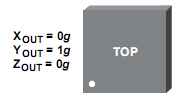 XOUT = 0g
YOUT = 1g
ZOUT = 0g
TOP